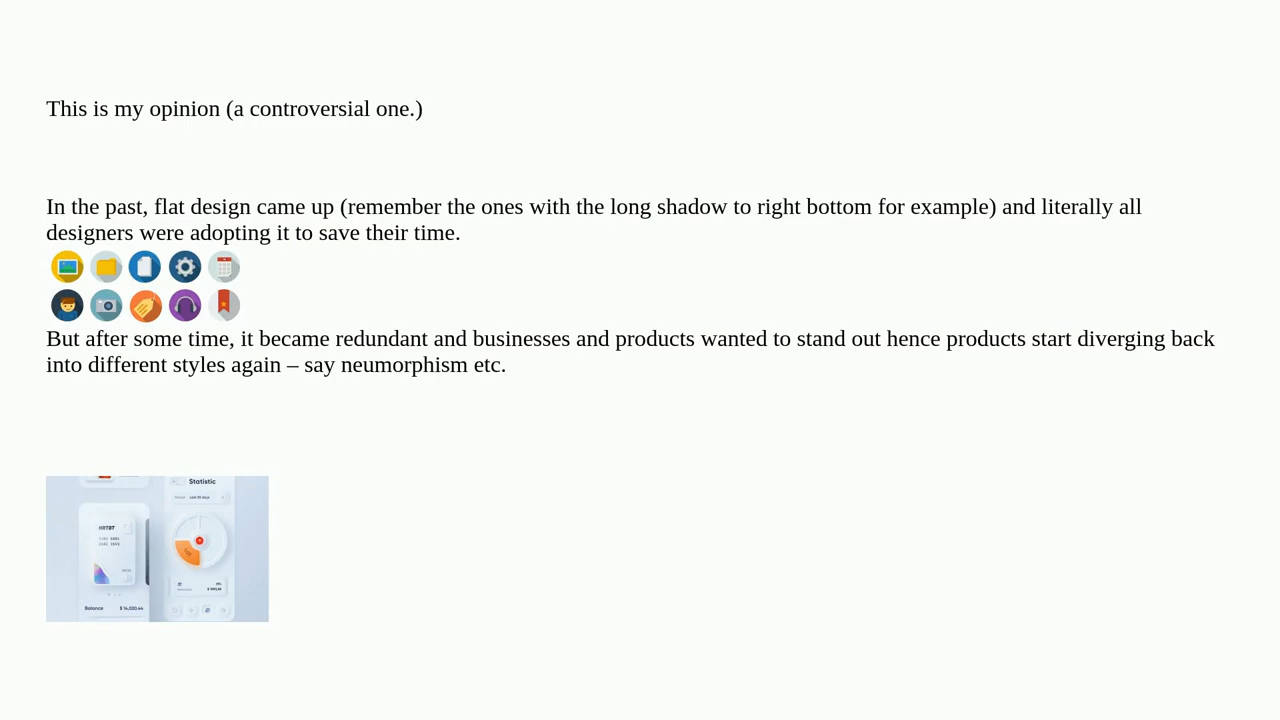 This is my opinion (a controversial one.)
In the past, flat design came up (remember the ones with the long shadow to right bottom for example) and literally all
designers were adopting it to save their time.
But after some time, it became redundant and businesses and products wanted to stand out hence products start diverging back
into different styles again – say neumorphism etc.
Statistic
Balance
$ 14,020.44